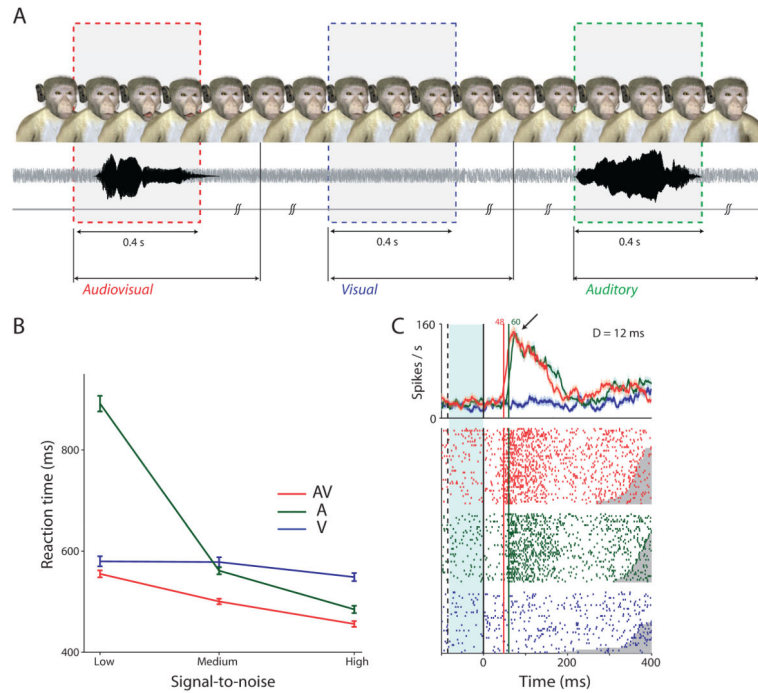 A
0.4 s
0.4 s
0.4 s
Audiovisual
Visual
Auditory
B
Reaction time (ms)
800
600
400
AV
A
V
Low
Medium
High
Signal-to-noise
C
Spikes / s
160
0
48
60
D = 12 ms
0
200
400
Time (ms)